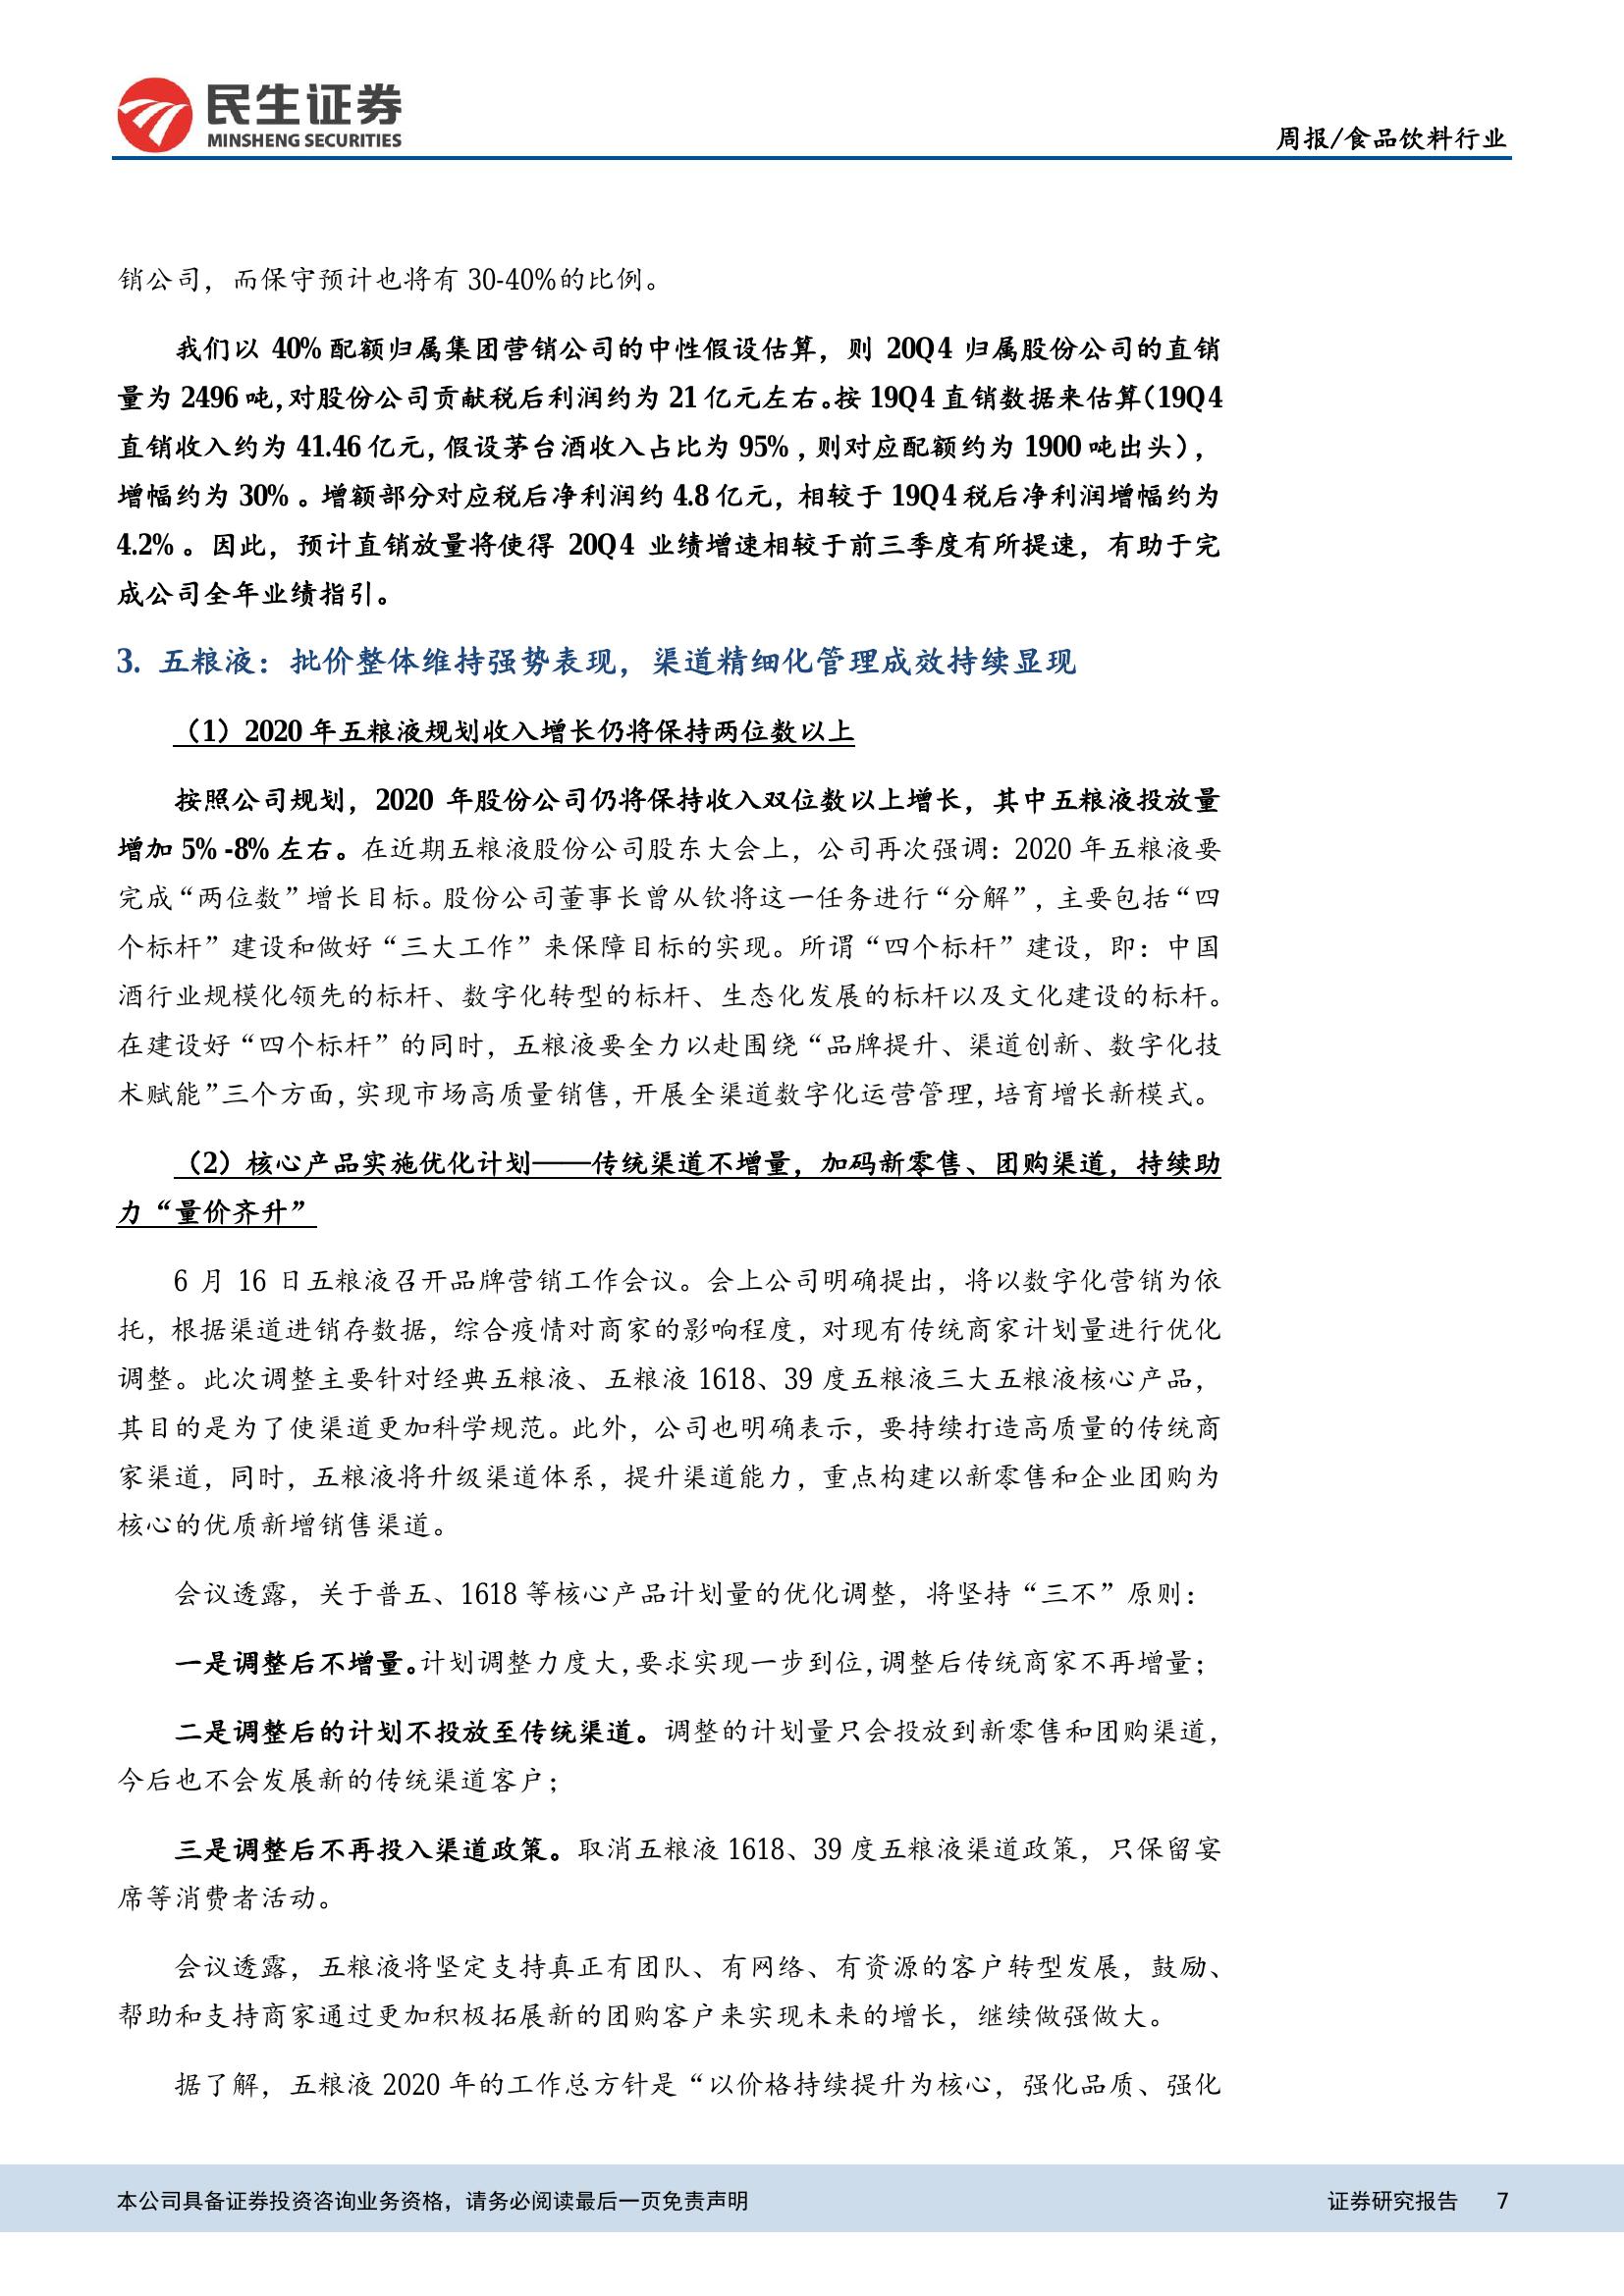 民生证券
MINSHENG SECURITIES
周报/食品饮料行业
销公司，而保守预计也将有 30-40%的比例。
我们以 40%配额归属集团营销公司的中性假设估算，则 20Q4 归属股份公司的直销
量为 2496 吨，对股份公司贡献税后利润约为 21 亿元左右。按 19Q4 直销数据来估算（19Q4
直销收入约为 41.46 亿元，假设茅台酒收入占比为 95%，则对应配额约为 1900 吨出头），
增幅约为 30%。增额部分对应税后净利润约 4.8 亿元，相较于 19Q4 税后净利润增幅约为
4.2%。因此，预计直销放量将使得 20Q4 业绩增速相较于前三季度有所提速，有助于完
成公司全年业绩指引。
3. 五粮液：批价整体维持强势表现，渠道精细化管理成效持续显现
（1）2020 年五粮液规划收入增长仍将保持两位数以上
按照公司规划，2020 年股份公司仍将保持收入双位数以上增长，其中五粮液投放量
增加 5%-8%左右。在近期五粮液股份公司股东大会上，公司再次强调：2020 年五粮液要
完成“两位数”增长目标。股份公司董事长曾从钦将这一任务进行“分解”，主要包括“四
个标杆”建设和做好“三大工作”来保障目标的实现。所谓“四个标杆”建设，即：中国
酒行业规模化领先的标杆、数字化转型的标杆、生态化发展的标杆以及文化建设的标杆。
在建设好“四个标杆”的同时，五粮液要全力以赴围绕“品牌提升、渠道创新、数字化技
术赋能”三个方面，实现市场高质量销售，开展全渠道数字化运营管理，培育增长新模式。
（2）核心产品实施优化计划——传统渠道不增量，加码新零售、团购渠道，持续助
力“量价齐升”
6 月 16 日五粮液召开品牌营销工作会议。会上公司明确提出，将以数字化营销为依
托，根据渠道进销存数据，综合疫情对商家的影响程度，对现有传统商家计划量进行优化
调整。此次调整主要针对经典五粮液、五粮液 1618、39 度五粮液三大五粮液核心产品，
其目的是为了使渠道更加科学规范。此外，公司也明确表示，要持续打造高质量的传统商
家渠道，同时，五粮液将升级渠道体系，提升渠道能力，重点构建以新零售和企业团购为
核心的优质新增销售渠道。
会议透露，关于普五、1618 等核心产品计划量的优化调整，将坚持“三不”原则：
一是调整后不增量。计划调整力度大，要求实现一步到位，调整后传统商家不再增量；
二是调整后的计划不投放至传统渠道。调整的计划量只会投放到新零售和团购渠道，
今后也不会发展新的传统渠道客户；
三是调整后不再投入渠道政策。取消五粮液 1618、39 度五粮液渠道政策，只保留宴
席等消费者活动。
会议透露，五粮液将坚定支持真正有团队、有网络、有资源的客户转型发展，鼓励、
帮助和支持商家通过更加积极拓展新的团购客户来实现未来的增长，继续做强做大。
据了解，五粮液 2020 年的工作总方针是“以价格持续提升为核心，强化品质、强化
本公司具备证券投资咨询业务资格，请务必阅读最后一页免责声明
证券研究报告 7